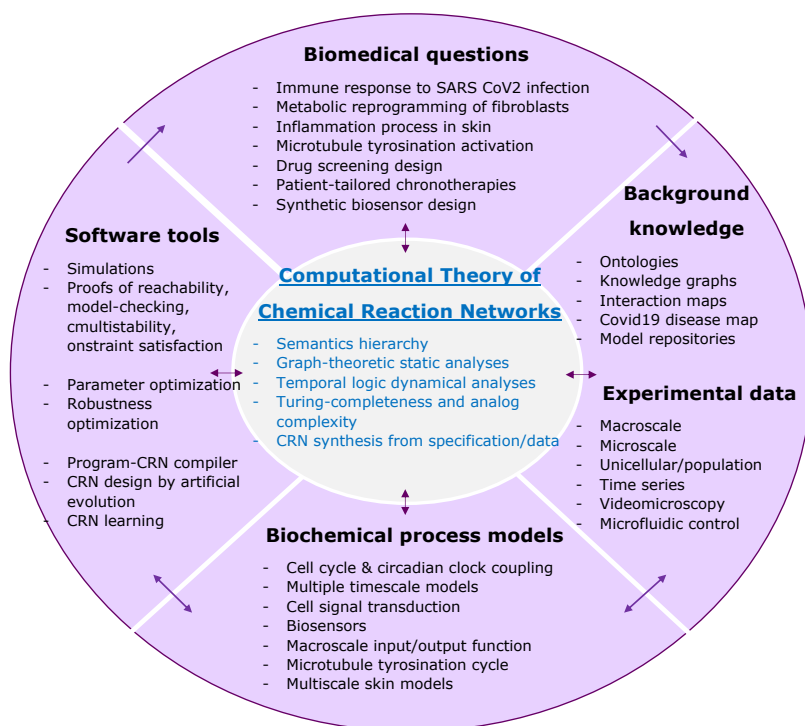 Biomedical questions
- Immune response to SARS CoV2 infection
- Metabolic reprogramming of fibroblasts
- Inflammation process in skin
- Microtubule tyrosination activation
- Drug screening design
- Patient-tailored chronotherapies
- Synthetic biosensor design
Background
knowledge
- Ontologies
- Knowledge graphs
- Interaction maps
- Covid19 disease map
- Model repositories
Software tools
- Simulations
- Proofs of reachability,
model-checking,
cmultistability,
onstraint satisfaction
- Parameter optimization
- Robustness
optimization
- Program-CRN compiler
- CRN design by artificial
evolution
- CRN learning
Computational Theory of
Chemical Reaction Networks
- Semantics hierarchy
- Graph-theoretic static analyses
- Temporal logic dynamical analyses
- Turing-completeness and analog
complexity
- CRN synthesis from specification/data
Experimental data
- Macroscale
- Microscale
- Unicellular/population
- Time series
- Videomicroscopy
- Microfluidic control
Biochemical process models
- Cell cycle & circadian clock coupling
- Multiple timescale models
- Cell signal transduction
- Biosensors
- Macroscale input/output function
- Microtubule tyrosination cycle
- Multiscale skin models